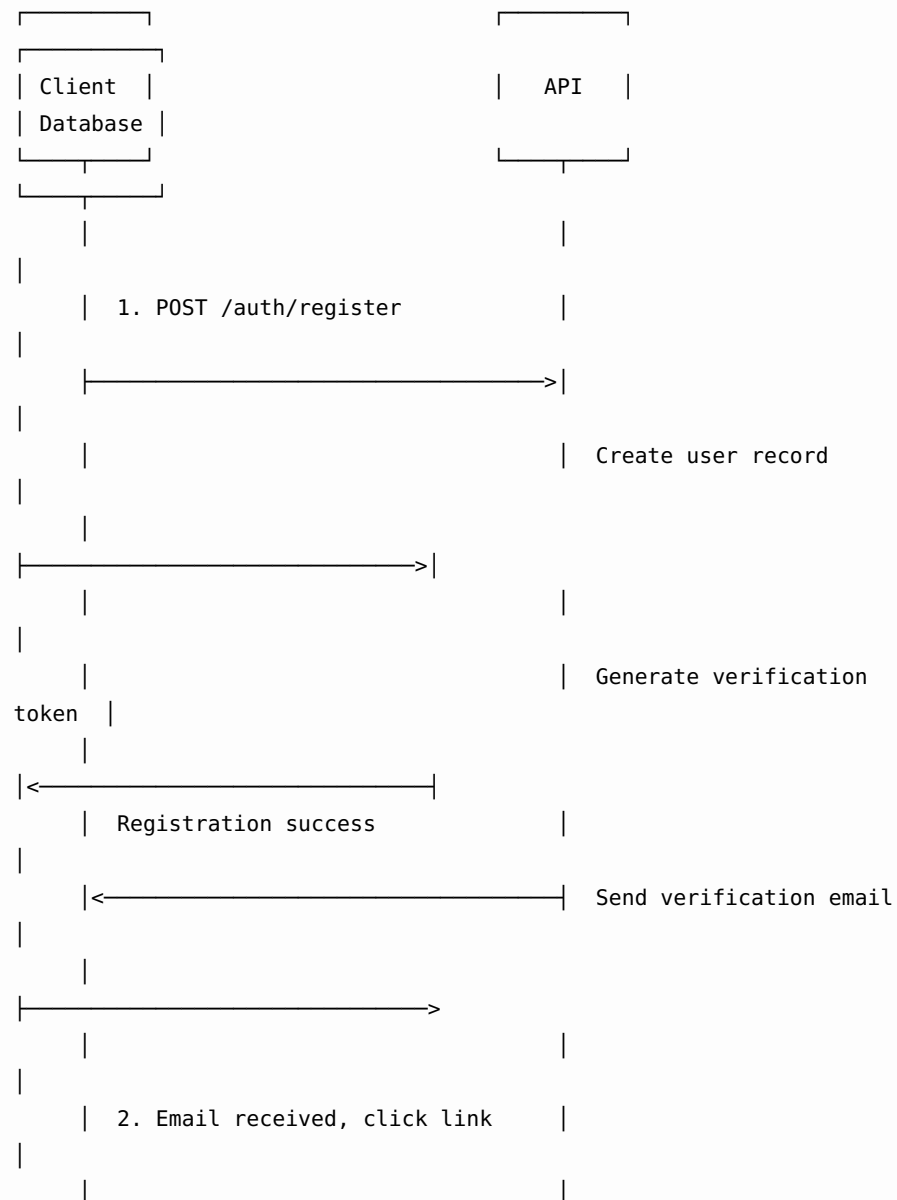 ┌─────────┐                           ┌─────────┐
┌──────────┐
│ Client  │                           │   API   │
│ Database │
└────┬────┘                           └────┬────┘
└────┬─────┘
     │                                     │
│
     │  1. POST /auth/register             │
│
     ├────────────────────────────────────>│
│
     │                                     │  Create user record
│
     │
├───────────────────────────────>│
     │                                     │
│
     │                                     │  Generate verification
token  │
     │
│<───────────────────────────────┤
     │  Registration success               │
│
     │<────────────────────────────────────┤  Send verification email
│
     │
├────────────────────────────────>
     │                                     │
│
     │  2. Email received, click link      │
│
     │                                     │